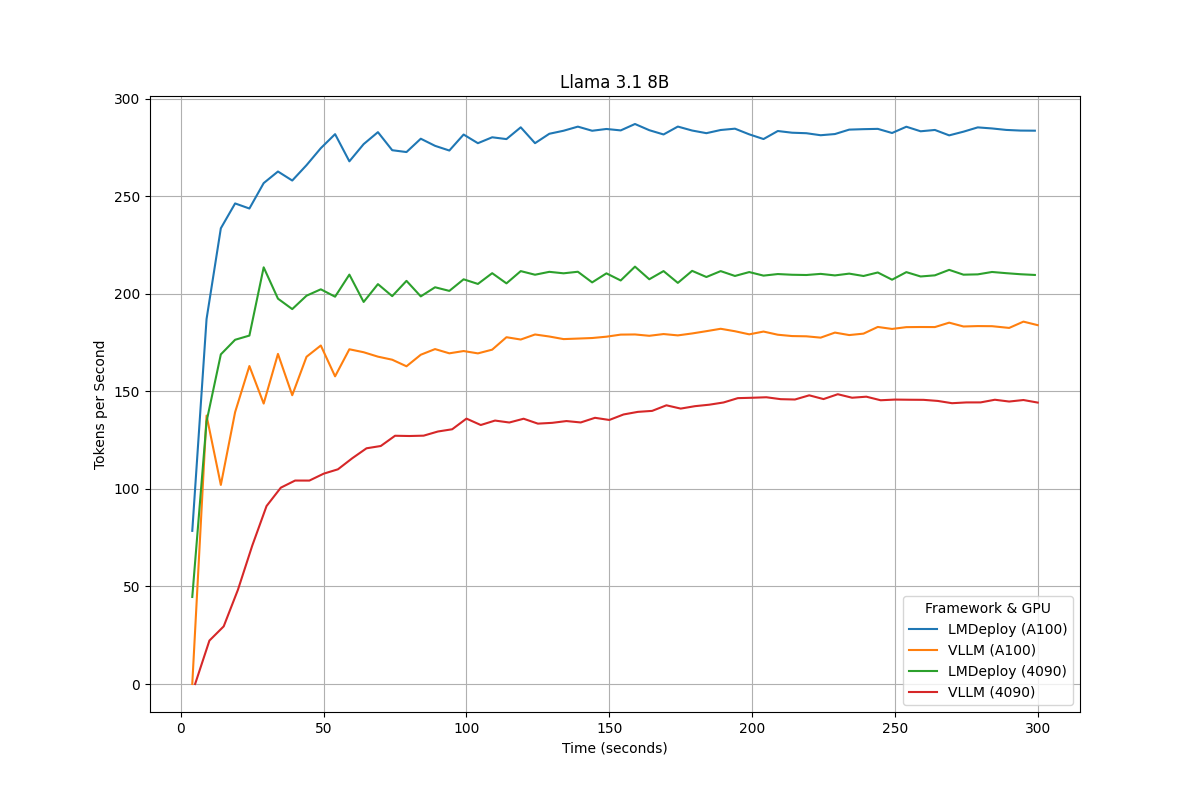 Llama 3.1 8B
Tokens per Second
300
250
200
150
100
50
0
0 50 100 150 200 250 300
Time (seconds)
Framework & GPU
LMDeploy (A100)
VLLM (A100)
LMDeploy (4090)
VLLM (4090)